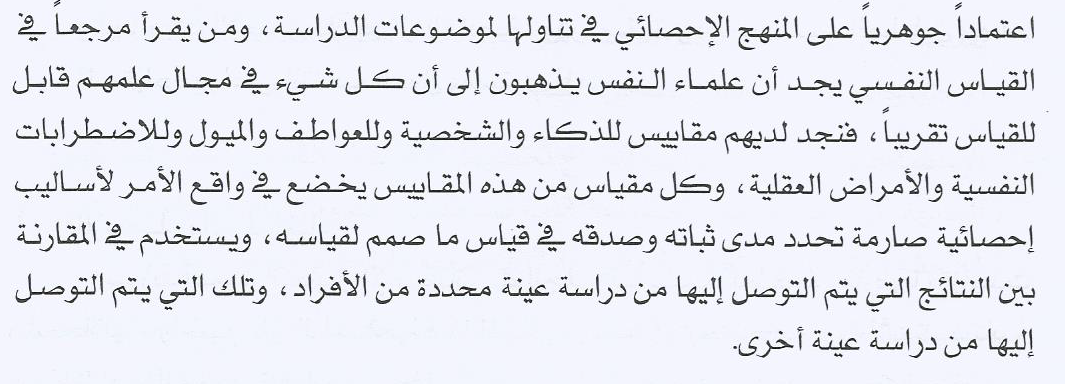 اعتماداً جوهرياً على المنهج الإحصائي في تناولها لموضوعات الدراسة، ومن يقرأ مرجعاً في
القياس النفسي يجد أن علماء النفس يذهبون إلى أن كل شيء في مجال علمهم قابل
للقياس تقريباً، فنجد لديهم مقاييس للذكاء والشخصية وللعواطف والميول وللاضطرابات
النفسية والأمراض العقلية، وكل مقياس من هذه المقاييس يخضع في واقع الأمر لأساليب
إحصائية صارمة تحدد مدى ثباته وصدقه في قياس ما صمم لقياسه، ويستخدم في المقارنة
بين النتائج التي يتم التوصل إليها من دراسة عينة محددة من الأفراد، وتلك التي يتم التوصل
إليها من دراسة عينة أخرى.